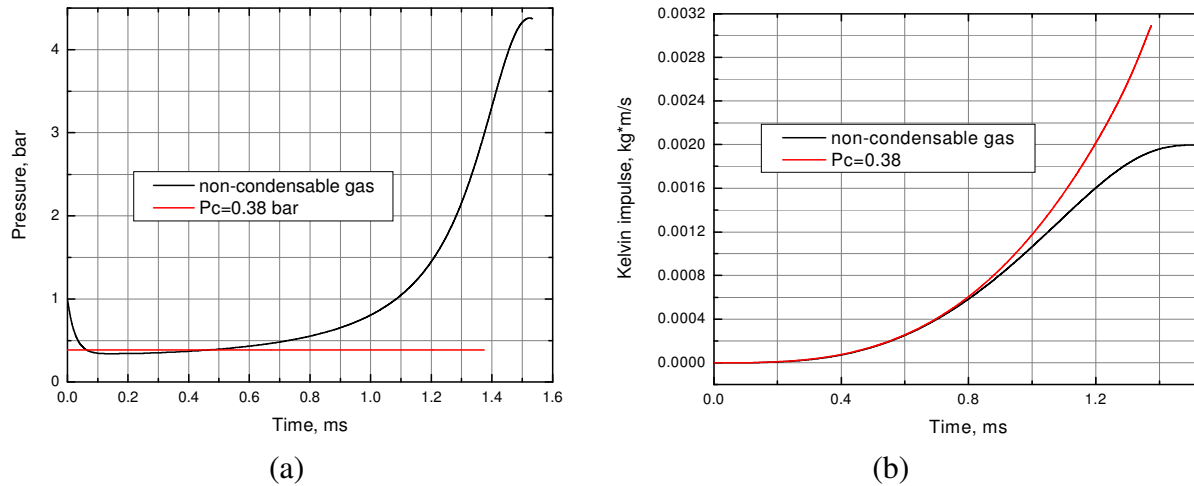 Pressure, bar
4
3
2
1
0
non-condensable gas
Pc=0.38 bar
0.0 0.2 0.4 0.6 0.8 1.0 1.2 1.4 1.6
Time, ms
(a)
Kelvin impulse, kg*m/s
0.0032
0.0028
0.0024
0.0020
0.0016
0.0012
0.0008
0.0004
0.0000
non-condensable gas
Pc=0.38
0.0 0.4 0.8 1.2
Time, ms
(b)